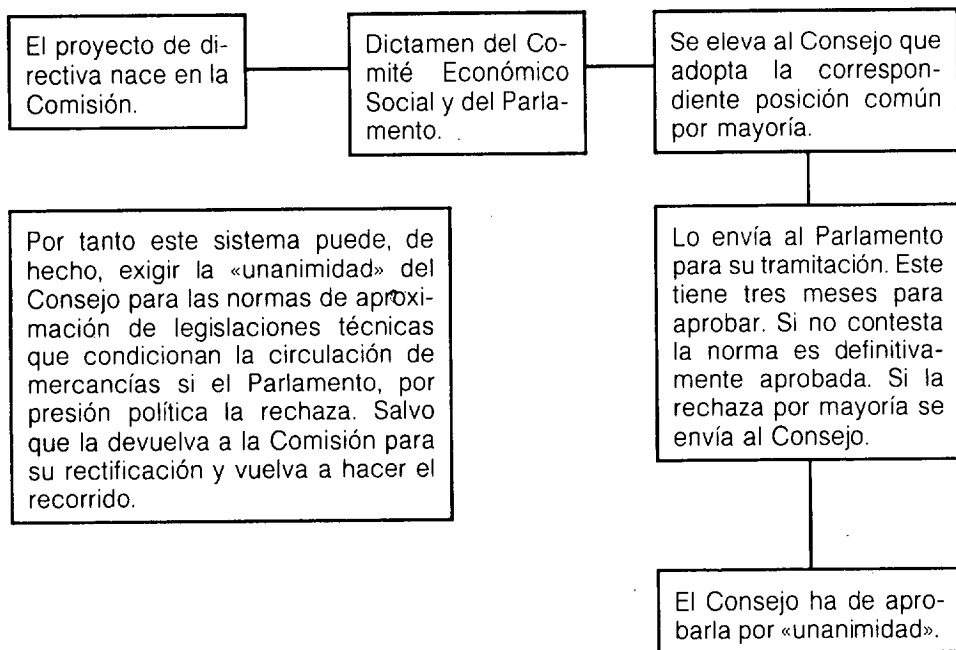 El proyecto de di-
rectiva nace en la
Comisión.
Dictamen del Co-
mité Económico
Social y del Parla-
mento.
Se eleva al Consejo que
adopta la correspon-
diente posición común
por mayoría.
Por tanto este sistema puede, de
hecho, exigir la «unanimidad» del
Consejo para las normas de aproxi-
mación de legislaciones técnicas
que condicionan la circulación de
mercancías si el Parlamento, por
presión política la rechaza. Salvo
que la devuelva a la Comisión para
su rectificación y vuelva a hacer el
recorrido.
Lo envía al Parlamento
para su tramitación. Este
tiene tres meses para
aprobar. Si no contesta
la norma es definitiva-
mente aprobada. Si la
rechaza por mayoría se
envía al Consejo.
El Consejo ha de apro-
barla por «unanimidad».